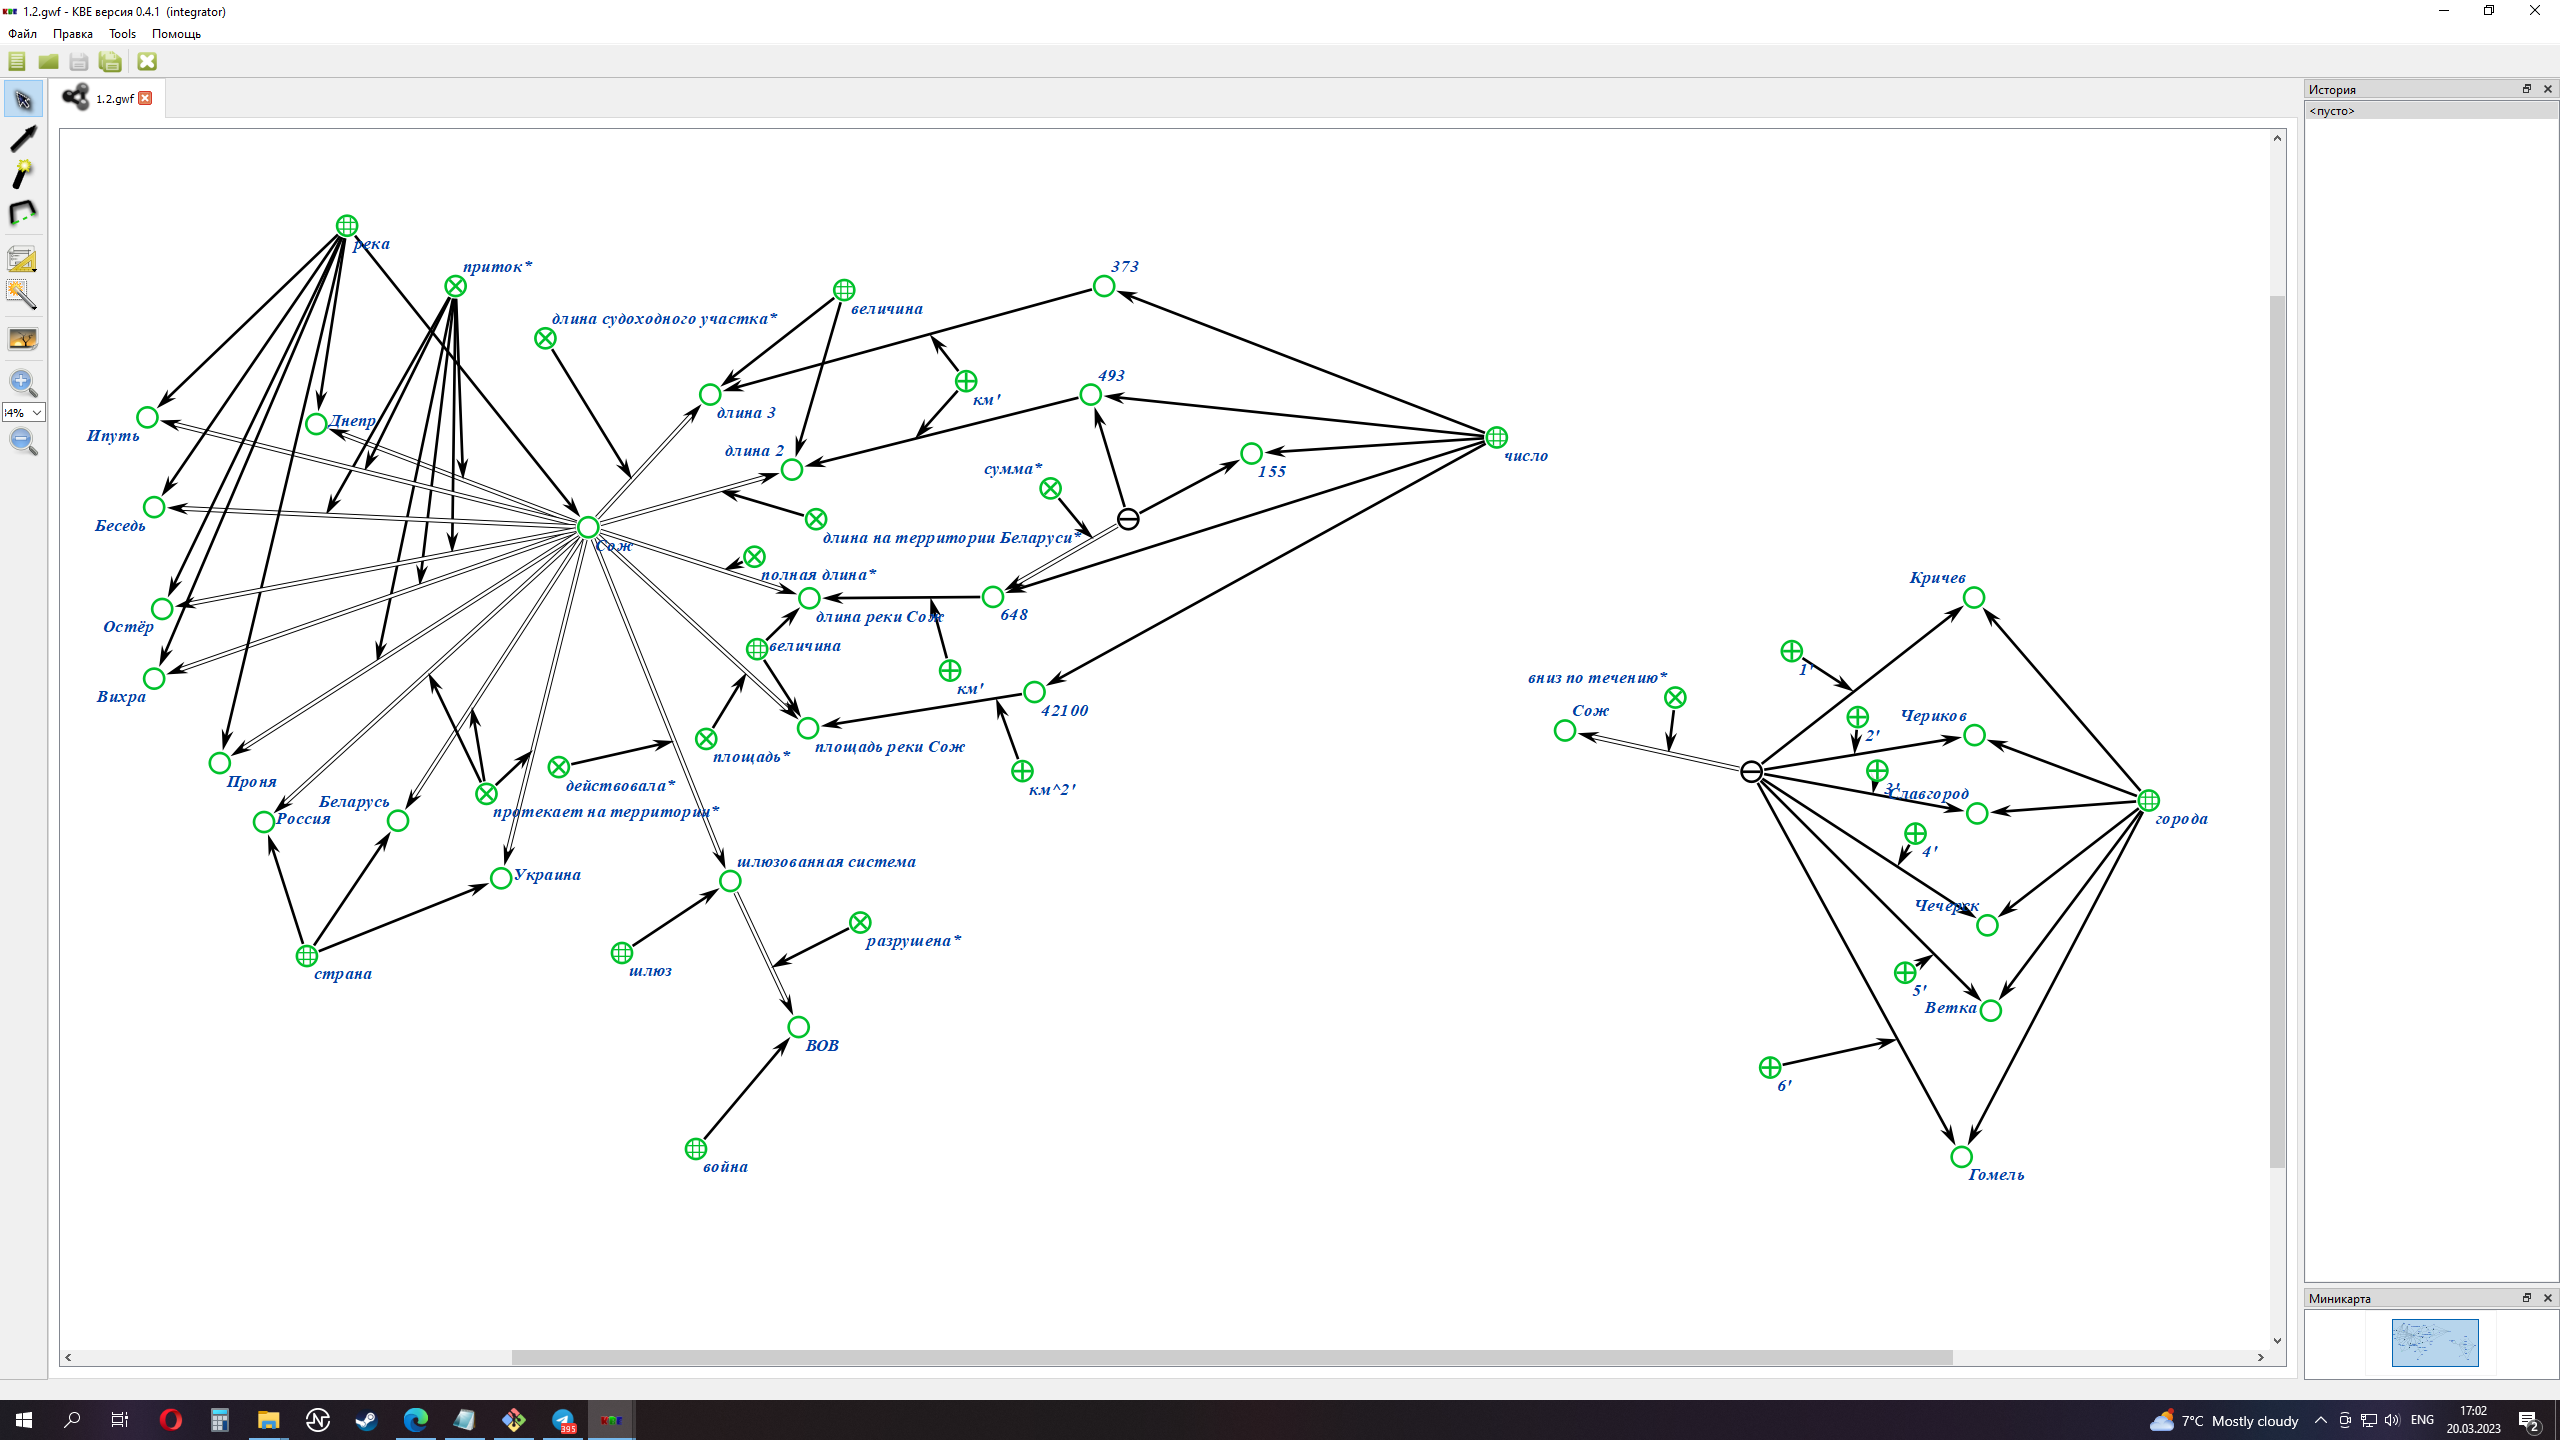 1.2.gwf - KBE версия 0.4.1 (integrator)
Файл Правка Tools Помощь
1.2.gwf
История
<пусто>
река
приток*
373
длина судоходного участка*
величина
493
км'
длина 3
Днепр
Ипуть
длина 2
число
сумма*
155
Беседь
длина на территории Беларуси*
Сож
полная длина*
Кричев
длина реки Сож
648
Остёр
величина
1'
вниз по течению*
км'
Вихра
42100
Сож
Чериков
2'
площадь реки Сож
площадь*
Проня
действовала*
км^2'
3'
Славгород
Беларусь
протекает на территории*
Россия
города
4'
шлюзованная система
Украина
Чечерск
разрушена*
страна
шлюз
5'
Ветка
ВОВ
6'
война
Гомель
Миникарта
395
7°C Mostly cloudy
ENG
17:02
20.03.2023
2